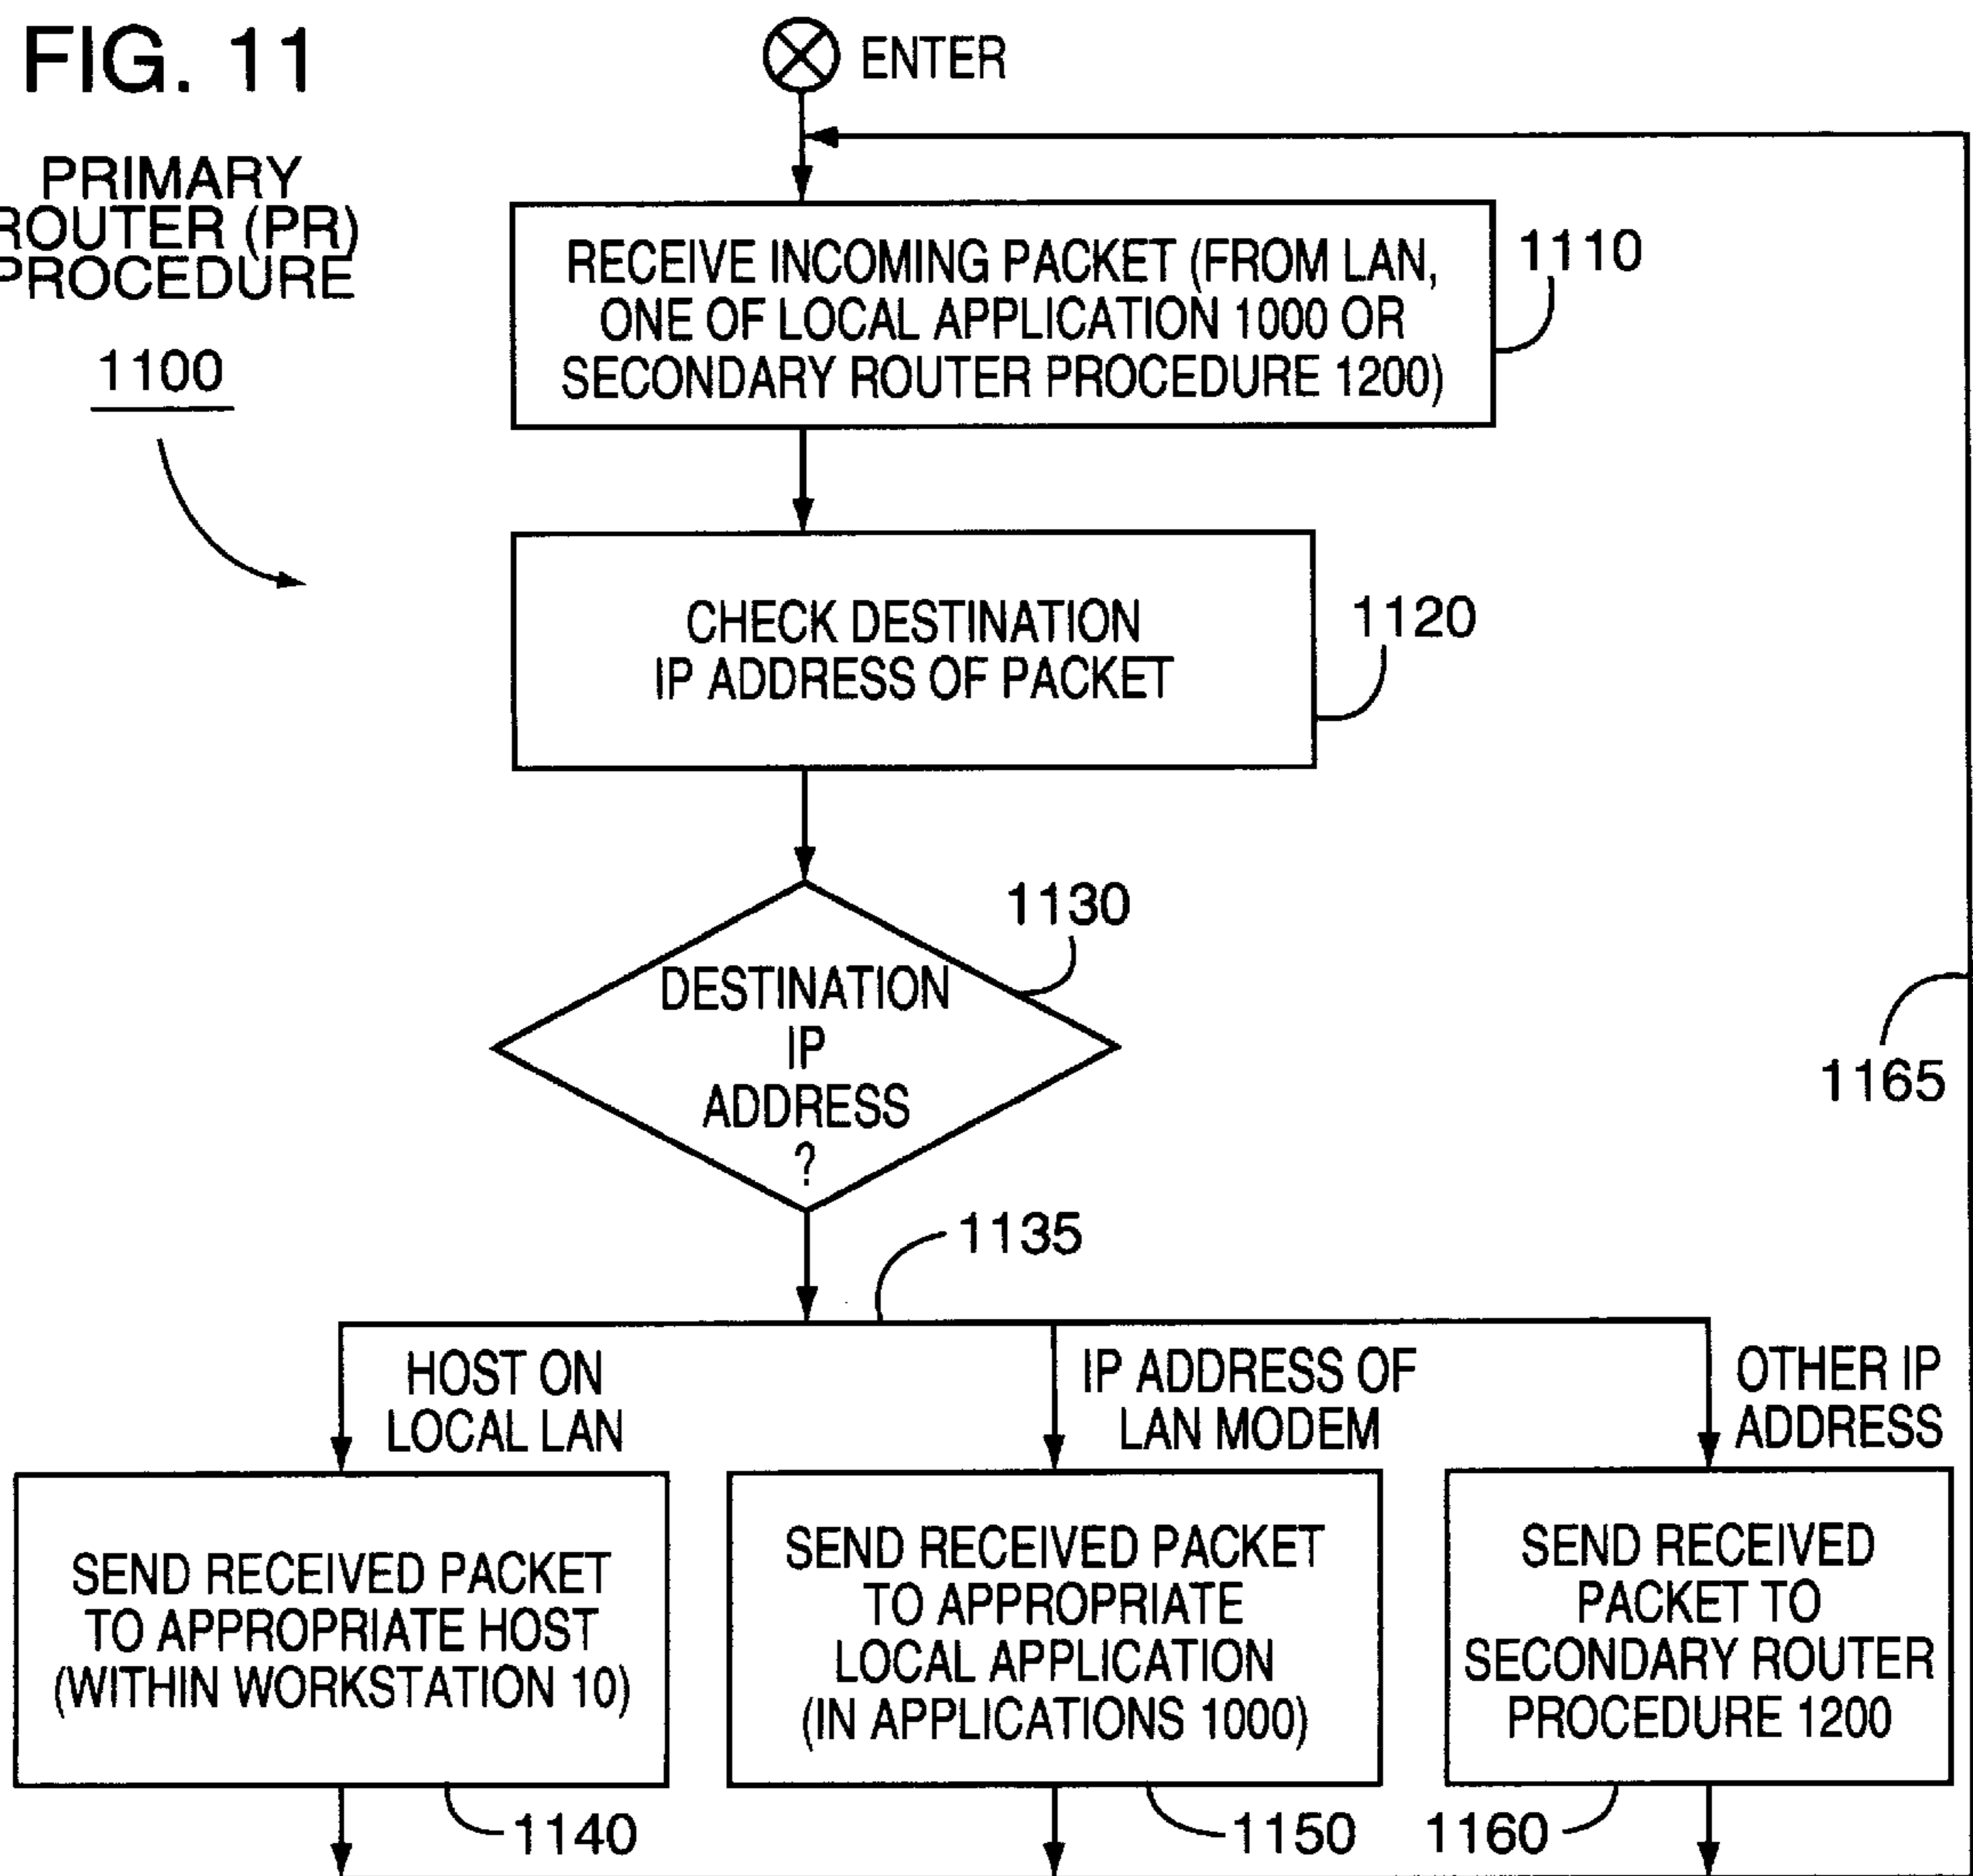 FIG. 11
ENTER
PRIMARY
ROUTER (PR)
PROCEDURE
1100
RECEIVE INCOMING PACKET (FROM LAN,
ONE OF LOCAL APPLICATION 1000 OR
SECONDARY ROUTER PROCEDURE 1200)
1110
CHECK DESTINATION
IP ADDRESS OF PACKET
1120
1130
DESTINATION
IP
ADDRESS
?
1165
1135
HOST ON
LOCAL LAN
IP ADDRESS OF
LAN MODEM
OTHER IP
ADDRESS
SEND RECEIVED PACKET
TO APPROPRIATE HOST
(WITHIN WORKSTATION 10)
SEND RECEIVED PACKET
TO APPROPRIATE
LOCAL APPLICATION
(IN APPLICATIONS 1000)
SEND RECEIVED
PACKET TO
SECONDARY ROUTER
PROCEDURE 1200
1140
1150
1160